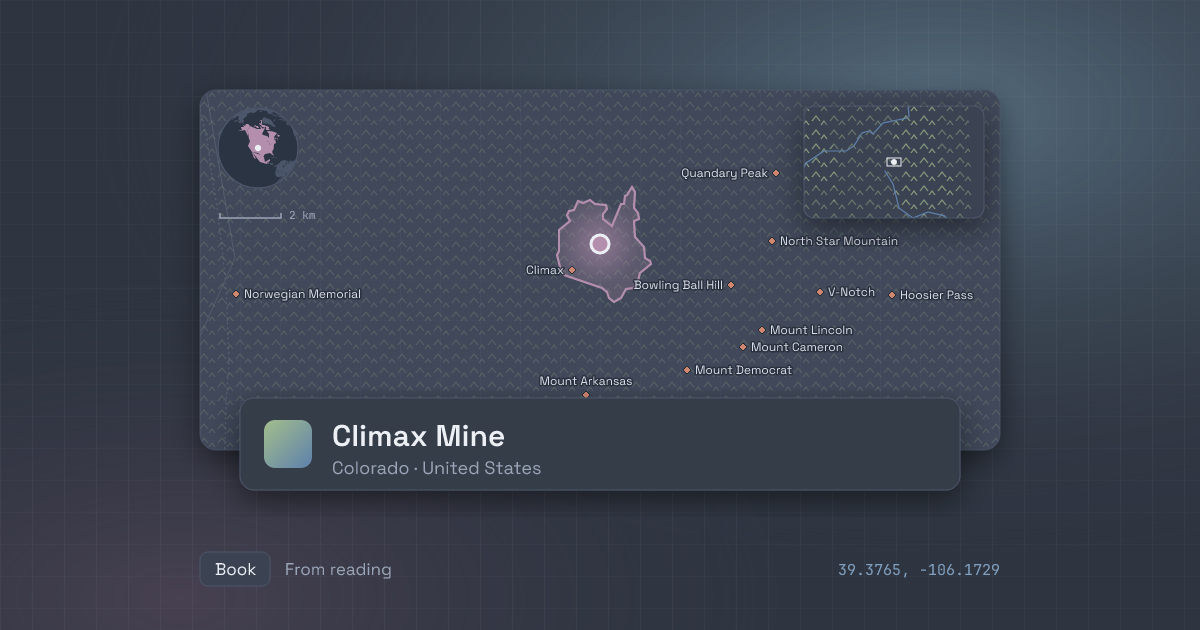 Quandary Peak
2 km
North Star Mountain
Climax
Bowling Ball Hill
Norwegian Memorial
V-Notch
Hoosier Pass
Mount Lincoln
Mount Cameron
Mount Democrat
Mount Arkansas
Climax Mine
Colorado · United States
Book
From reading
39.3765, -106.1729